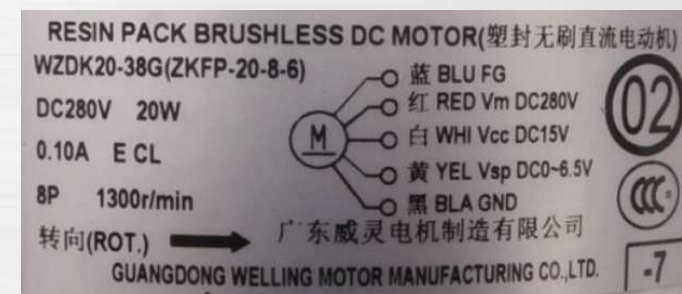 RESIN PACK BRUSHLESS DC MOTOR(塑封无刷直流电动机)
WZDK20-38G(ZKFP-20-8-6)
DC280V 20W
0.10A E CL
8P 1300r/min
转向(ROT.)
M
蓝 BLU FG
红 RED Vm DC280V
白 WHI Vcc DC15V
黄 YEL Vsp DC0~6.5V
黑 BLA GND
02
CCC S
广东威灵电机制造有限公司
GUANGDONG WELLING MOTOR MANUFACTURING CO.,LTD.
-7